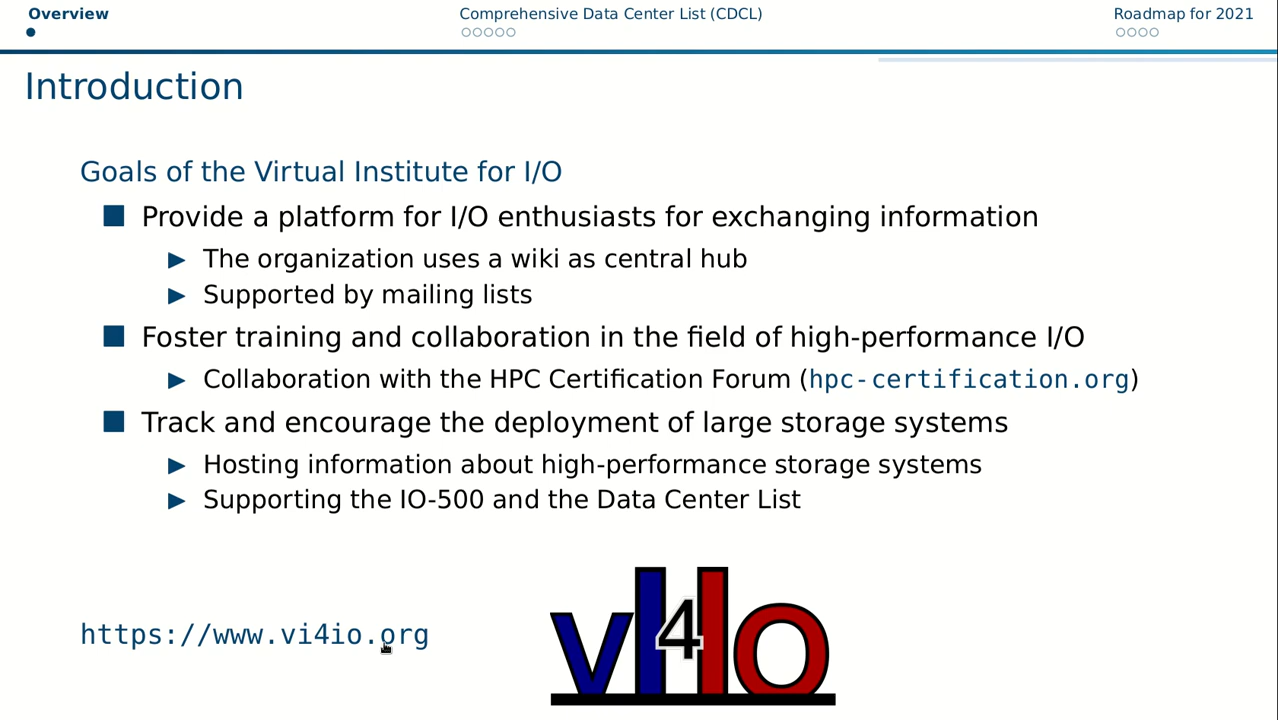 Overview
Comprehensive Data Center List (CDCL)
Roadmap for 2021
Introduction
Goals of the Virtual Institute for I/O
Provide a platform for I/O enthusiasts for exchanging information
The organization uses a wiki as central hub
Supported by mailing lists
Foster training and collaboration in the field of high-performance I/O
Collaboration with the HPC Certification Forum (hpc-certification.org)
Track and encourage the deployment of large storage systems
Hosting information about high-performance storage systems
Supporting the IO-500 and the Data Center List
https://www.vi4io.org
vI4IO